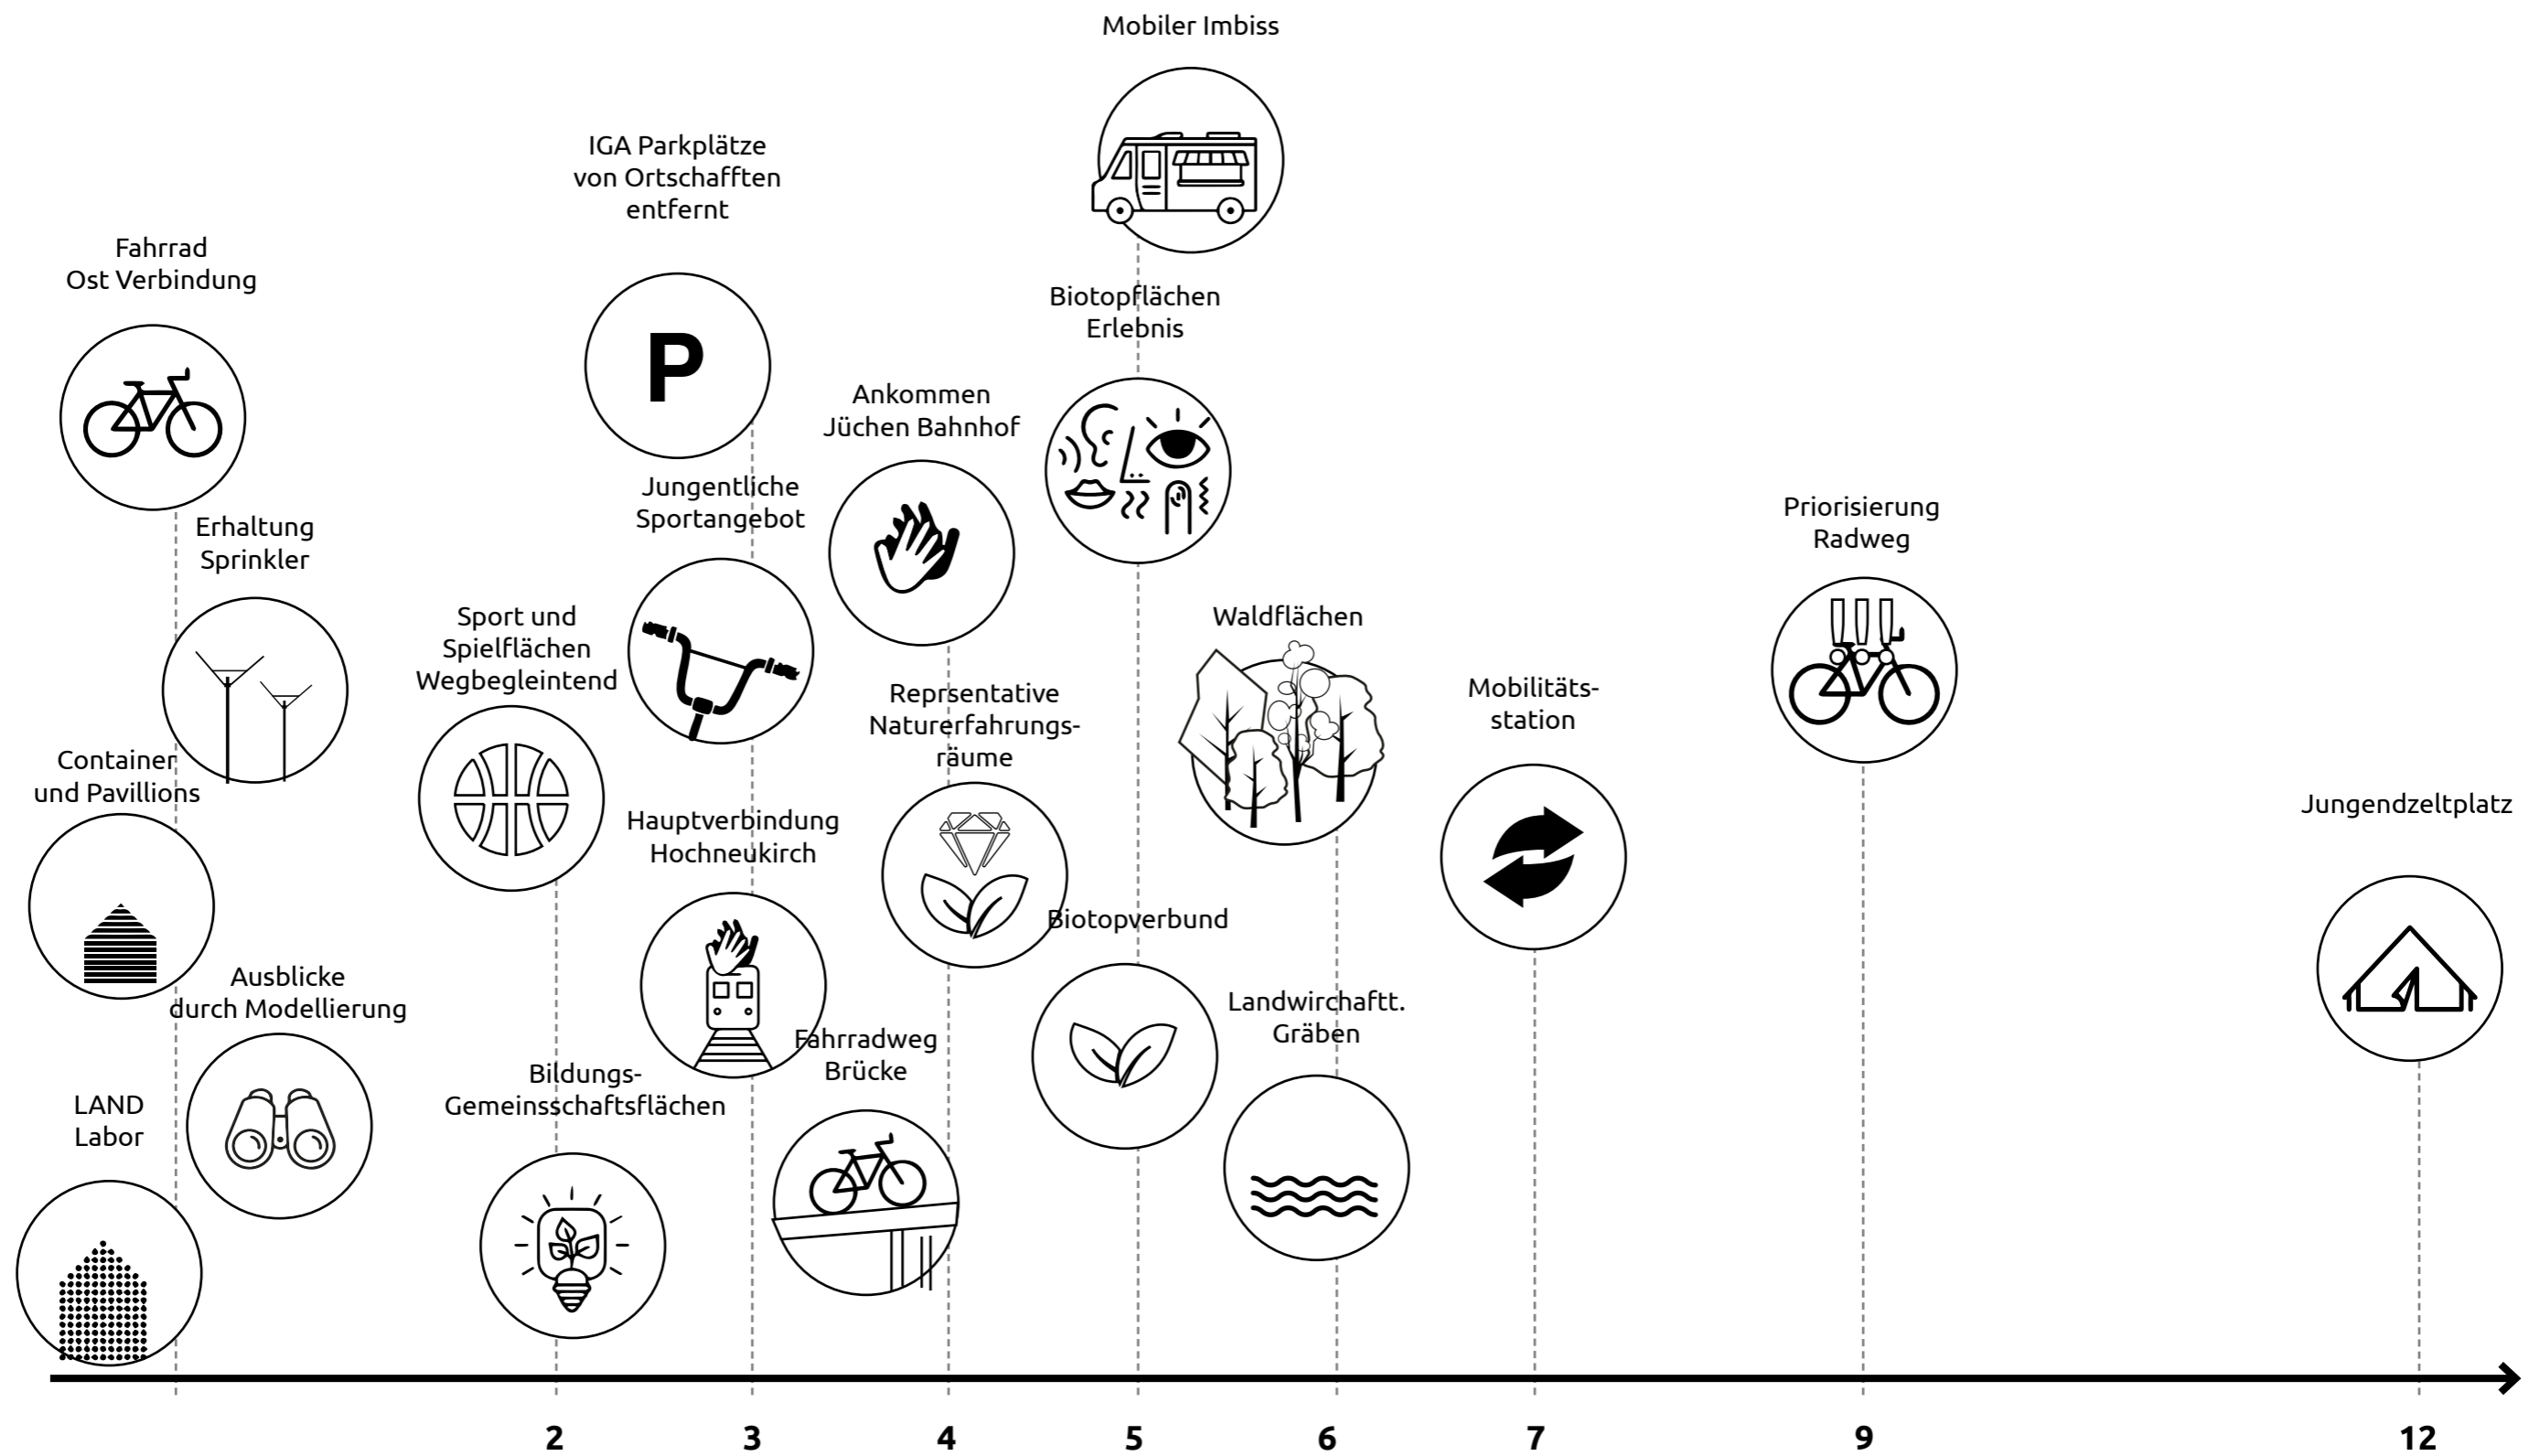 Mobiler Imbiss
IGA Parkplätze
von Ortschafften
entfernt
Fahrrad
Ost Verbindung
Biotopflächen
Erlebnis
Ankommen
Jüchen Bahnhof
Jungentliche
Sportangebot
Priorisierung
Radweg
Erhaltung
Sprinkler
Sport und
Spielflächen
Wegbegleintend
Waldflächen
Reprsentative
Naturerfahrungs-
räume
Mobilitäts-
station
Container
und Pavillions
Hauptverbindung
Hochneukirch
Jungendzeltplatz
Biotopverbund
Ausblicke
durch Modellierung
Landwirchaftt.
Gräben
Fahrradweg
Brücke
Bildungs-
Gemeinsschaftsflächen
LAND
Labor
P
2 3 4 5 6 7 9 12